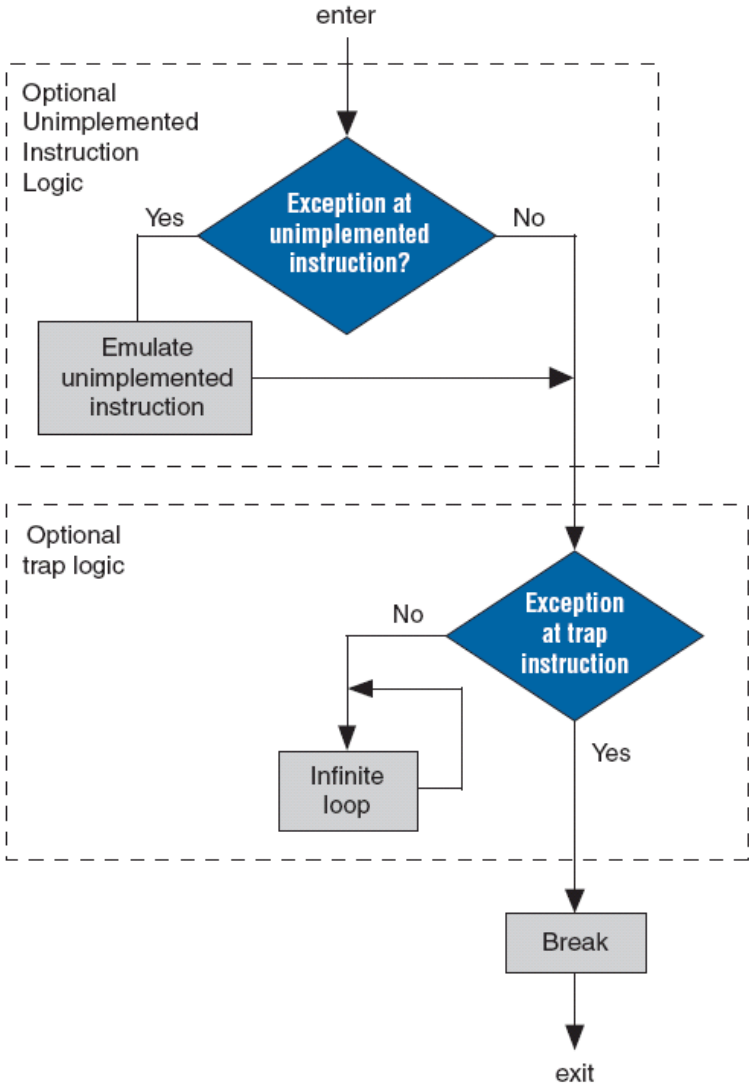 enter
Optional
Unimplemented
Instruction
Logic
Exception at
unimplemented
instruction?
Yes
No
Emulate
unimplemented
instruction
Optional
trap logic
Exception
at trap
instruction
No
Yes
Infinite
loop
Break
exit